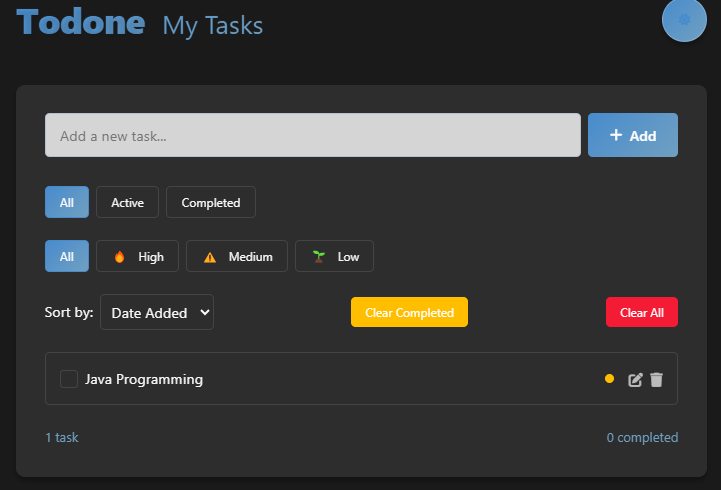 Todone My Tasks
Add a new task...
+ Add
All Active Completed
All High Medium Low
Sort by: Date Added Clear Completed Clear All
Java Programming
1 task 0 completed